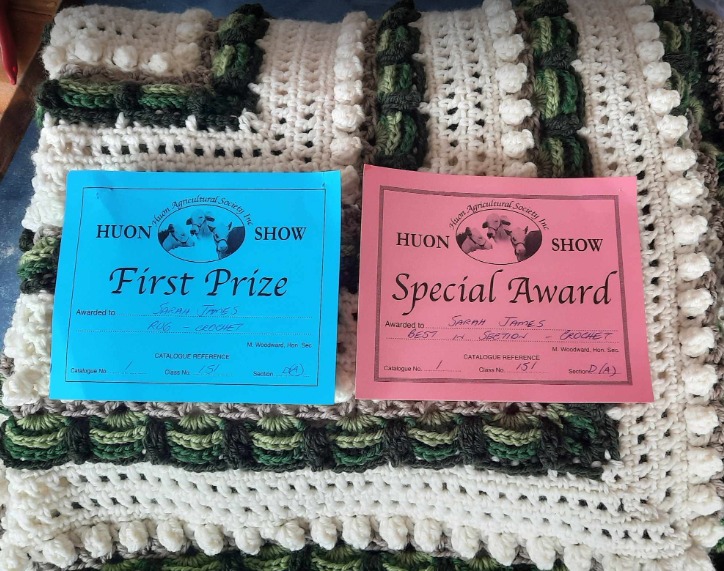 Huon Agricultural Society Inc
HUON SHOW
First Prize
Awarded to SARAH JAMES
RUG - CROCHET
M. Woodward, Hon. Sec.
CATALOGUE REFERENCE
Catalogue No. 1 Class No. 151 Section D(A)
Huon Agricultural Society Inc
HUON SHOW
Special Award
Awarded to SARAH JAMES
BEST IN SECTION - CROCHET
M. Woodward, Hon. Sec.
CATALOGUE REFERENCE
Catalogue No. 1 Class No. 151 Section D(A)